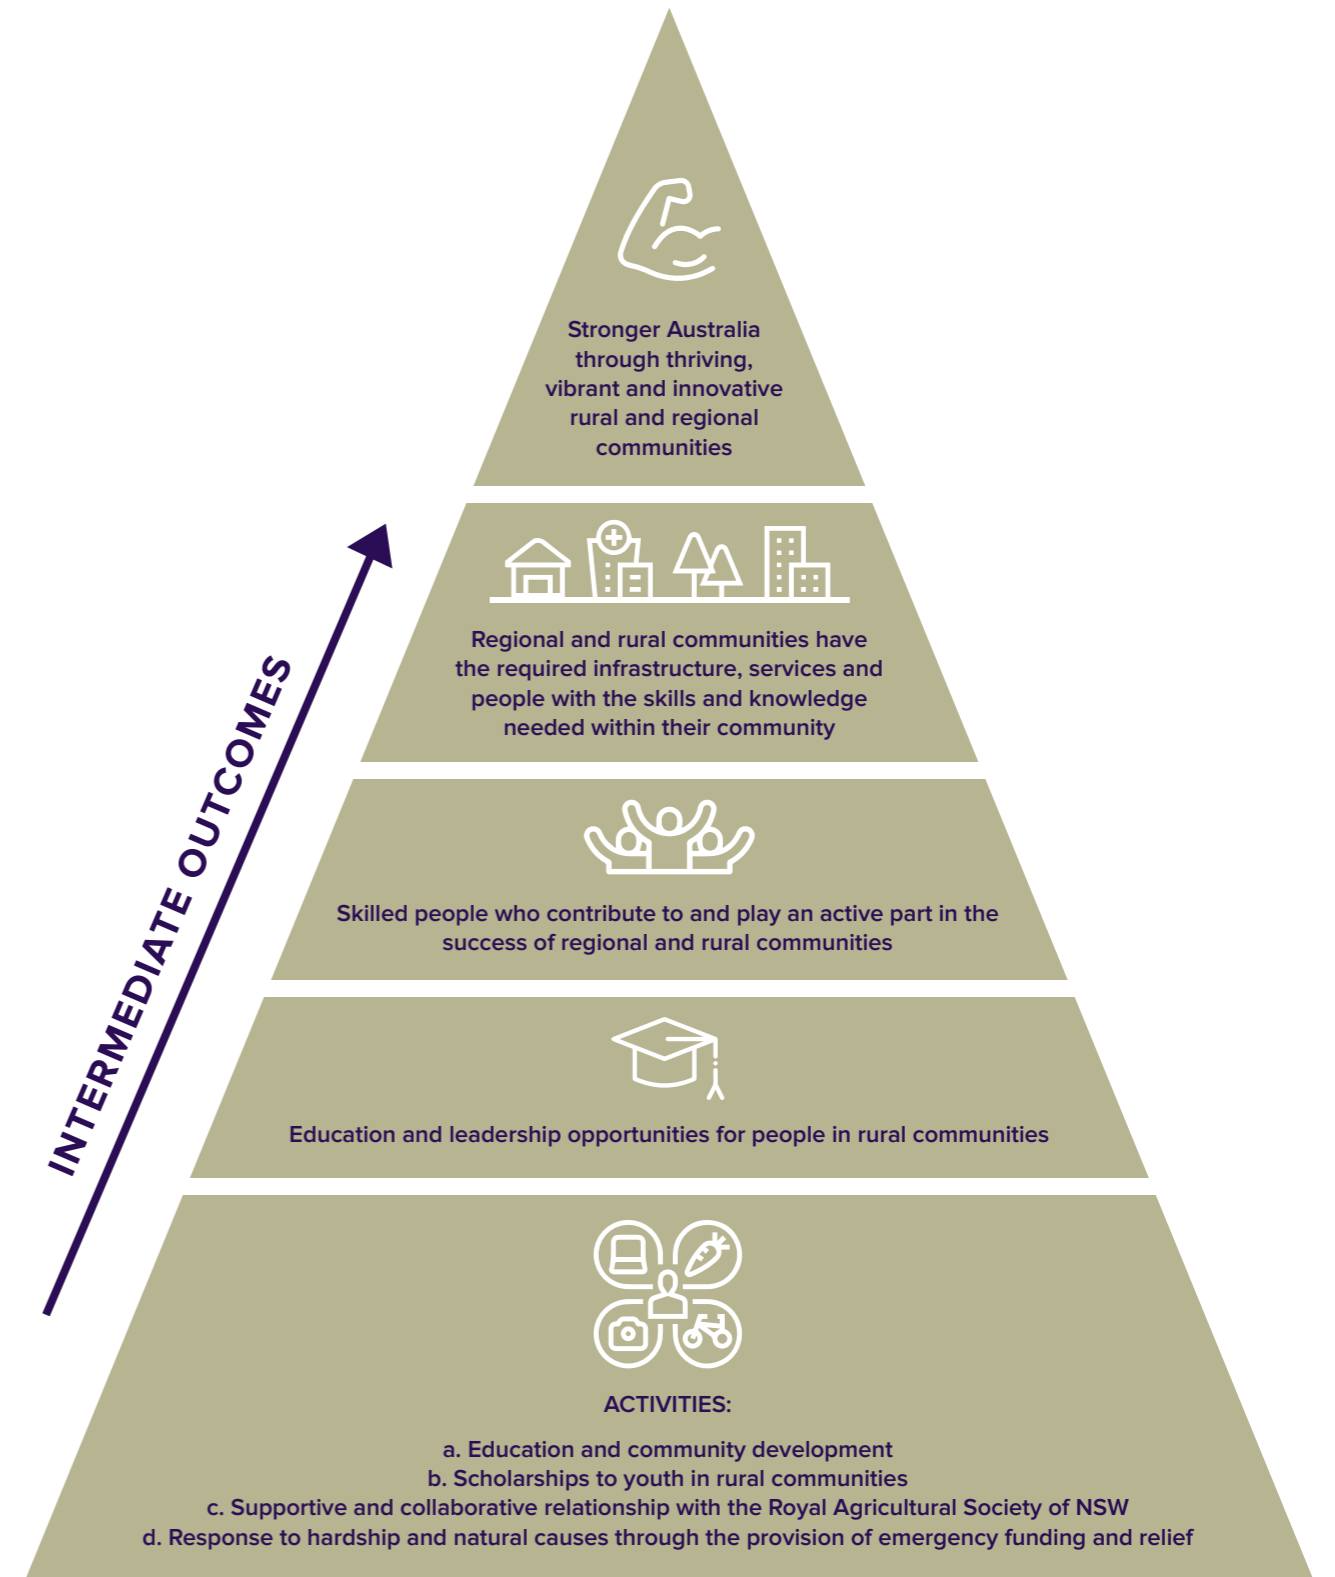 Stronger Australia
through thriving,
vibrant and innovative
rural and regional
communities
Regional and rural communities have
the required infrastructure, services and
people with the skills and knowledge
needed within their community
INTERMEDIATE OUTCOMES
Skilled people who contribute to and play an active part in the
success of regional and rural communities
Education and leadership opportunities for people in rural communities
ACTIVITIES:
a. Education and community development
b. Scholarships to youth in rural communities
c. Supportive and collaborative relationship with the Royal Agricultural Society of NSW
d. Response to hardship and natural causes through the provision of emergency funding and relief